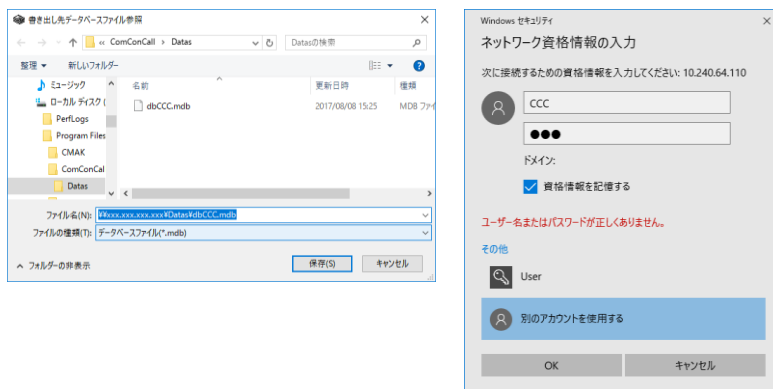 書き出し先データベースファイル参照
« ComConCall › Datas
Datasの検索
整理 ▼ 新しいフォルダー
ミュージック
ローカル ディスク (
PerfLogs
Program Files
CMAK
ComConCal
Datas
名前 更新日時 種類
dbCCC.mdb 2017/08/08 15:25 MDB ファイ
ファイル名(N): ¥¥xxx.xxx.xxx.xxx¥Datas¥dbCCC.mdb
ファイルの種類(T): データベースファイル(*.mdb)
フォルダーの非表示
保存(S) キャンセル
Windows セキュリティ
ネットワーク資格情報の入力
次に接続するための資格情報を入力してください: 10.240.64.110
CCC
●●●
ドメイン:
資格情報を記憶する
ユーザー名またはパスワードが正しくありません。
その他
User
別のアカウントを使用する
OK キャンセル